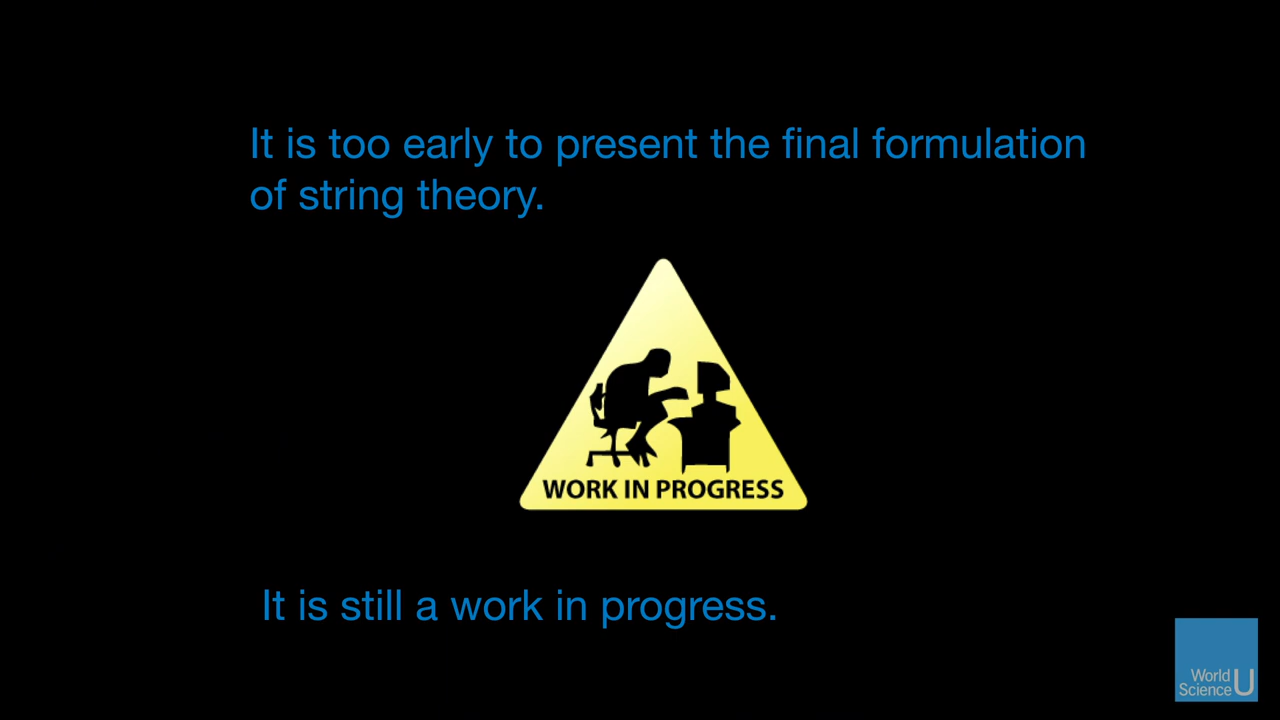 It is too early to present the final formulation
of string theory.
WORK IN PROGRESS
It is still a work in progress.
World
Science U